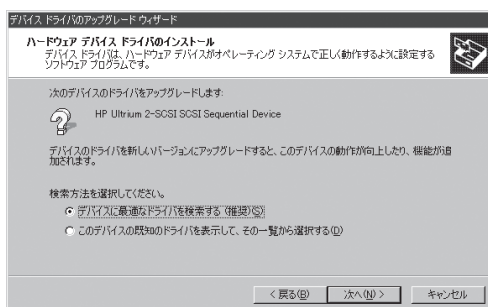 デバイス ドライバのアップグレード ウィザード
ハードウェア デバイス ドライバのインストール
デバイス ドライバは、ハードウェア デバイスがオペレーティング システムで正しく動作するように設定する
ソフトウェア プログラムです。
次のデバイスのドライバをアップグレードします:
HP Ultrium 2-SCSI SCSI Sequential Device
デバイスのドライバを新しいバージョンにアップグレードすると、このデバイスの動作が向上したり、機能が追
加されます。
検索方法を選択してください。
デバイスに最適なドライバを検索する (推奨)(S)
このデバイスの既知のドライバを表示して、その一覧から選択する(D)
< 戻る(B) 次へ(N) > キャンセル